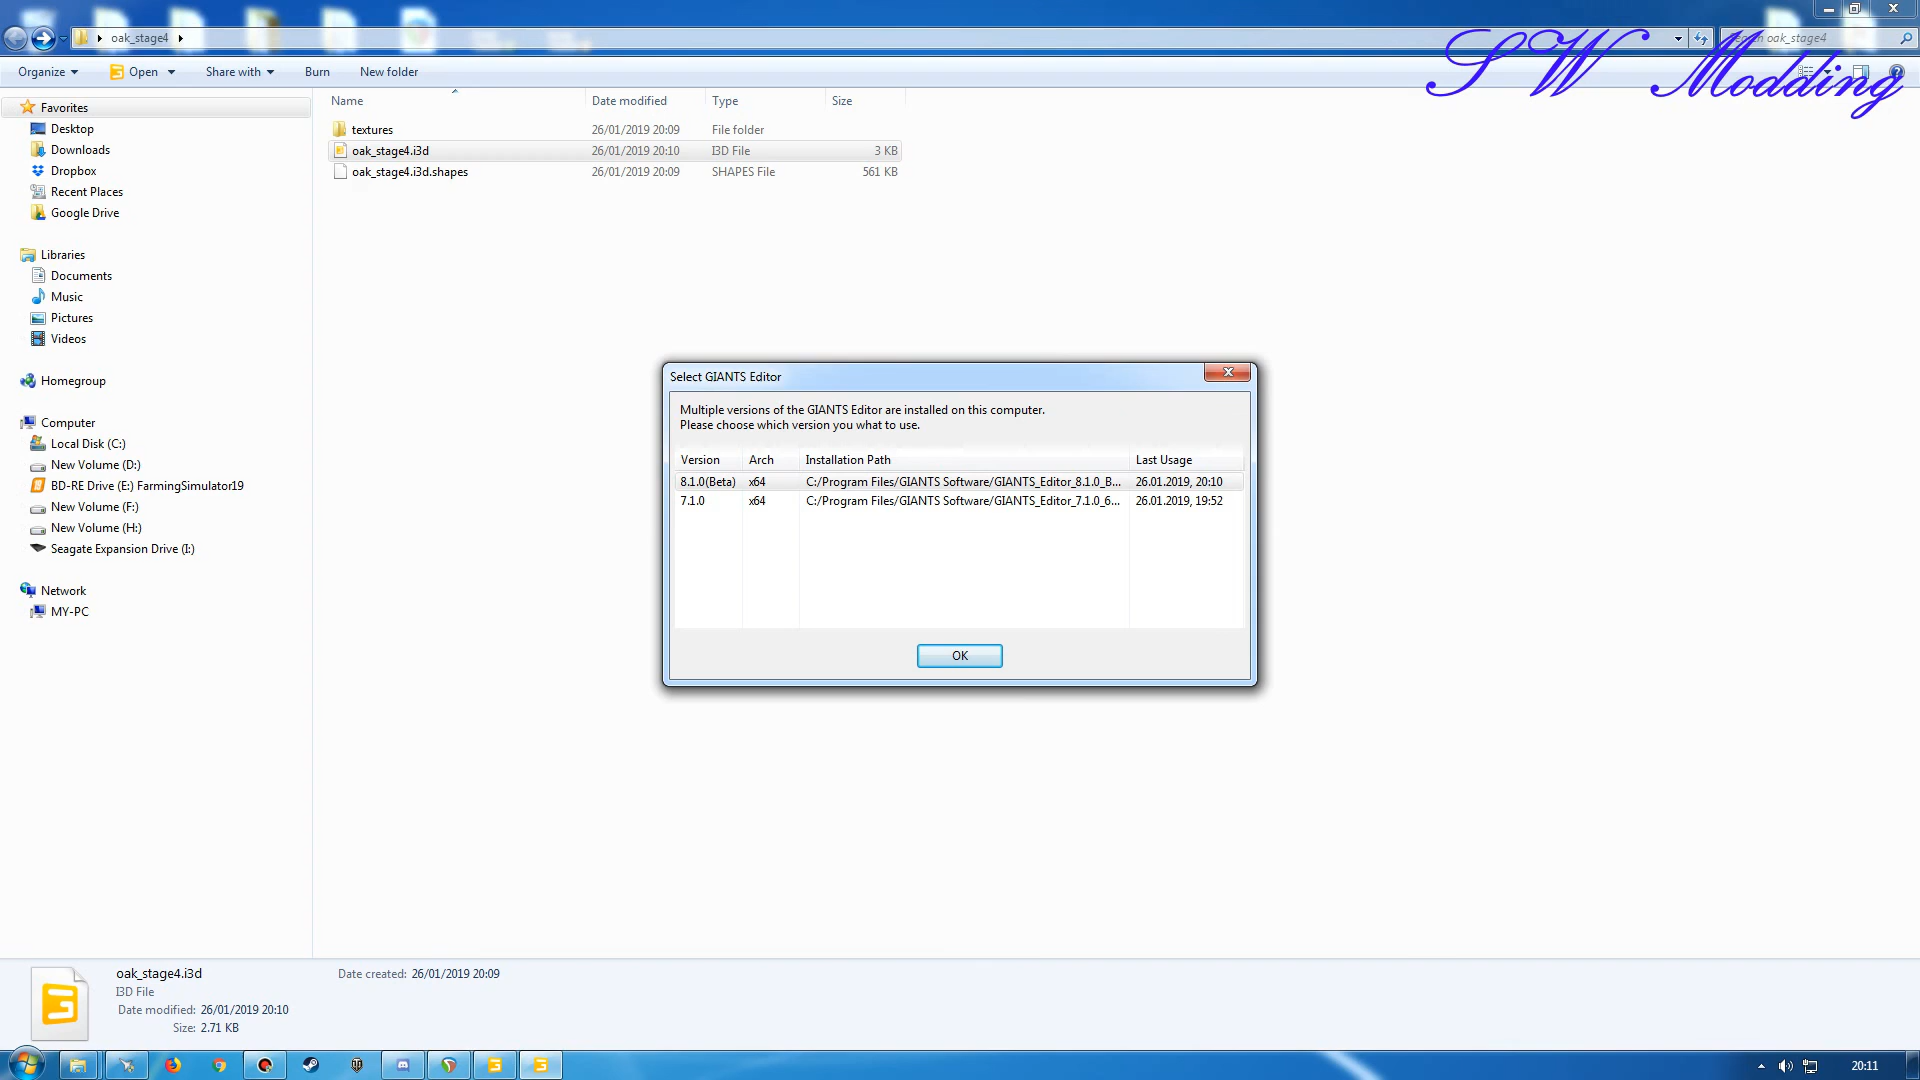 oak_stage4
Search oak_stage4
SW Modding
Organize
Open
Share with
Burn
New folder
Name
Date modified
Type
Size
textures
26/01/2019 20:09
File folder
oak_stage4.i3d
26/01/2019 20:10
I3D File
3 KB
oak_stage4.i3d.shapes
26/01/2019 20:09
SHAPES File
561 KB
Favorites
Desktop
Downloads
Dropbox
Recent Places
Google Drive
Libraries
Documents
Music
Pictures
Videos
Homegroup
Computer
Local Disk (C:)
New Volume (D:)
BD-RE Drive (E:) FarmingSimulator19
New Volume (F:)
New Volume (H:)
Seagate Expansion Drive (I:)
Network
MY-PC
Select GIANTS Editor
Multiple versions of the GIANTS Editor are installed on this computer.
Please choose which version you what to use.
Version
Arch
Installation Path
Last Usage
8.1.0(Beta)
x64
C:/Program Files/GIANTS Software/GIANTS_Editor_8.1.0_B...
26.01.2019, 20:10
7.1.0
x64
C:/Program Files/GIANTS Software/GIANTS_Editor_7.1.0_6...
26.01.2019, 19:52
OK
oak_stage4.i3d
Date created: 26/01/2019 20:09
I3D File
Date modified: 26/01/2019 20:10
Size: 2.71 KB
20:11